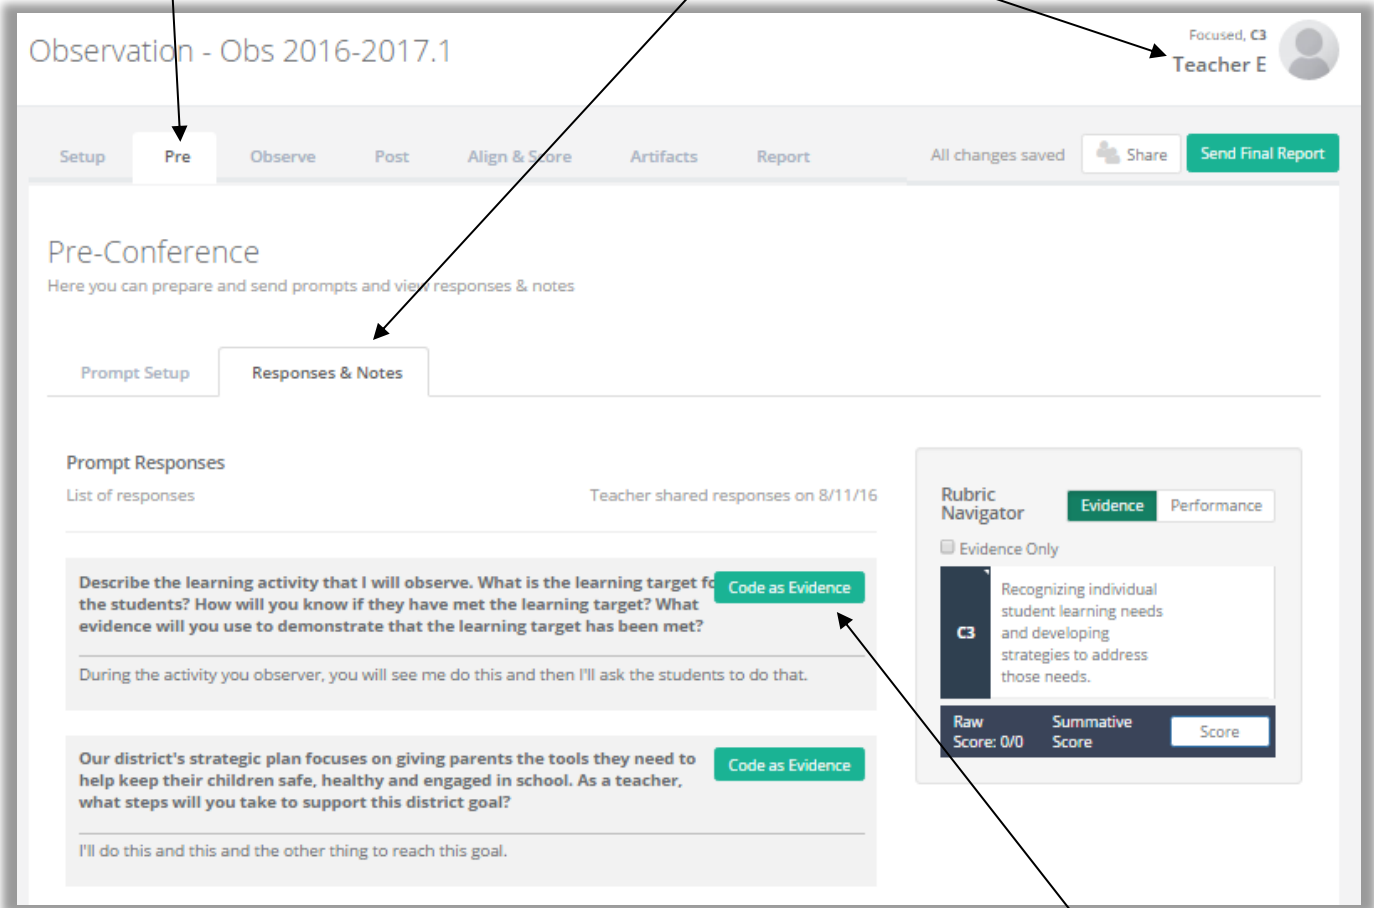 Observation - Obs 2016-2017.1
Focused, C3
Teacher E
Setup Pre Observe Post Align & Score Artifacts Report All changes saved Share Send Final Report
Pre-Conference
Here you can prepare and send prompts and view responses & notes
Prompt Setup Responses & Notes
Prompt Responses
List of responses Teacher shared responses on 8/11/16
Describe the learning activity that I will observe. What is the learning target fo
the students? How will you know if they have met the learning target? What
evidence will you use to demonstrate that the learning target has been met?
Code as Evidence
During the activity you observer, you will see me do this and then I'll ask the students to do that.
Our district's strategic plan focuses on giving parents the tools they need to
help keep their children safe, healthy and engaged in school. As a teacher,
what steps will you take to support this district goal?
Code as Evidence
I'll do this and this and the other thing to reach this goal.
Rubric
Navigator
Evidence Performance
Evidence Only
C3
Recognizing individual
student learning needs
and developing
strategies to address
those needs.
Raw
Score: 0/0
Summative
Score
Score